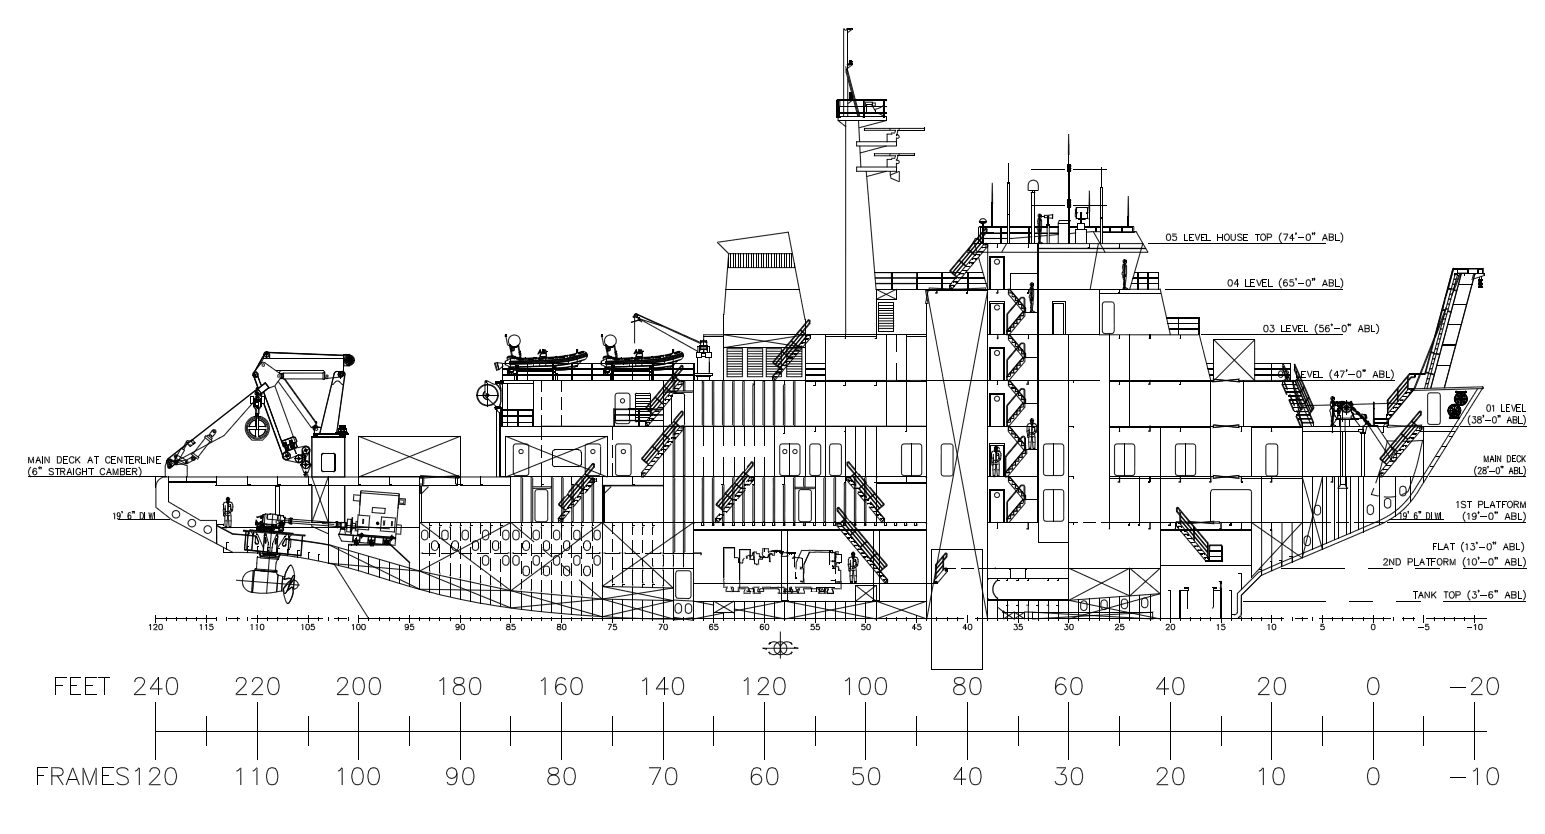 05 LEVEL HOUSE TOP (74'-0" ABL)
04 LEVEL (65'-0" ABL)
03 LEVEL (56'-0" ABL)
LEVEL (47'-0" ABL)
01 LEVEL
(38'-0" ABL)
MAIN DECK AT CENTERLINE
(6" STRAIGHT CAMBER)
MAIN DECK
(28'-0" ABL)
1ST PLATFORM
(19'-0" ABL)
19' 6" DLWL
19' 6" DLWL
FLAT (13'-0" ABL)
2ND PLATFORM (10'-0" ABL)
TANK TOP (3'-6" ABL)
120 115 110 105 100 95 90 85 80 75 70 65 60 55 50 45 40 35 30 25 20 15 10 5 0 -5 -10
FEET 240 220 200 180 160 140 120 100 80 60 40 20 0 -20
FRAMES 120 110 100 90 80 70 60 50 40 30 20 10 0 -10